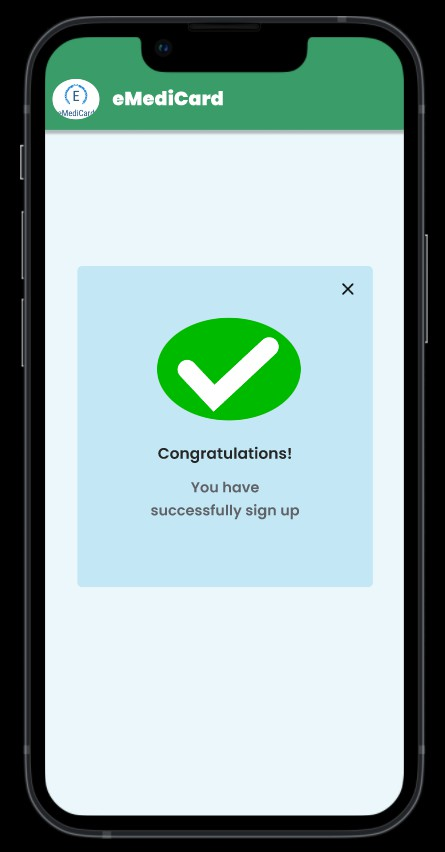 E
eMediCard
eMediCard
Congratulations!
You have
successfully sign up